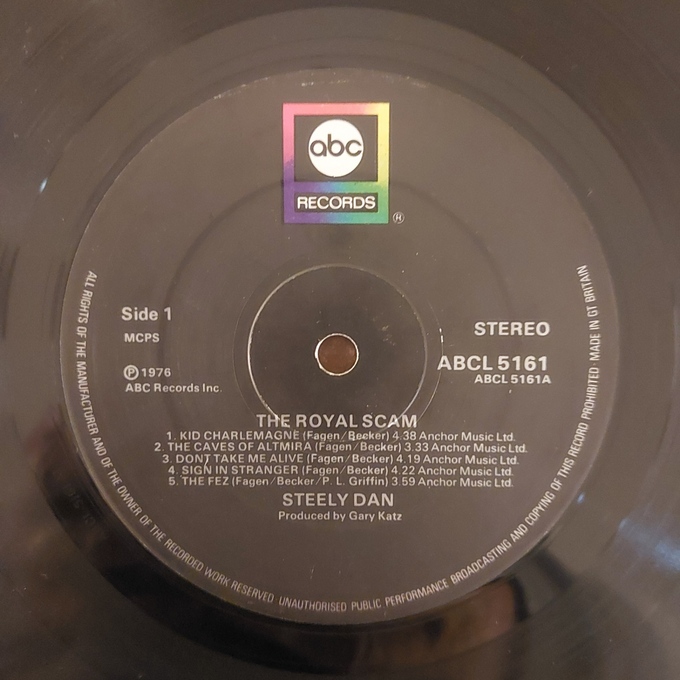 abc
RECORDS
®
Side 1
MCPS
℗ 1976
ABC Records Inc.
STEREO
ABCL 5161
ABCL 5161A
THE ROYAL SCAM
1. KID CHARLEMAGNE (Fagen/Becker) 4.38 Anchor Music Ltd.
2. THE CAVES OF ALTMIRA (Fagen/Becker) 3.33 Anchor Music Ltd.
3. DON'T TAKE ME ALIVE (Fagen/Becker) 4.19 Anchor Music Ltd.
4. SIGN IN STRANGER (Fagen/Becker) 4.22 Anchor Music Ltd.
5. THE FEZ (Fagen/Becker/P. L. Griffin) 3.59 Anchor Music Ltd.
STEELY DAN
Produced by Gary Katz
ALL RIGHTS OF THE MANUFACTURER AND OF THE OWNER OF THE RECORDED WORK RESERVED UNAUTHORISED PUBLIC PERFORMANCE BROADCASTING AND COPYING OF THIS RECORD PROHIBITED · MADE IN GT BRITAIN